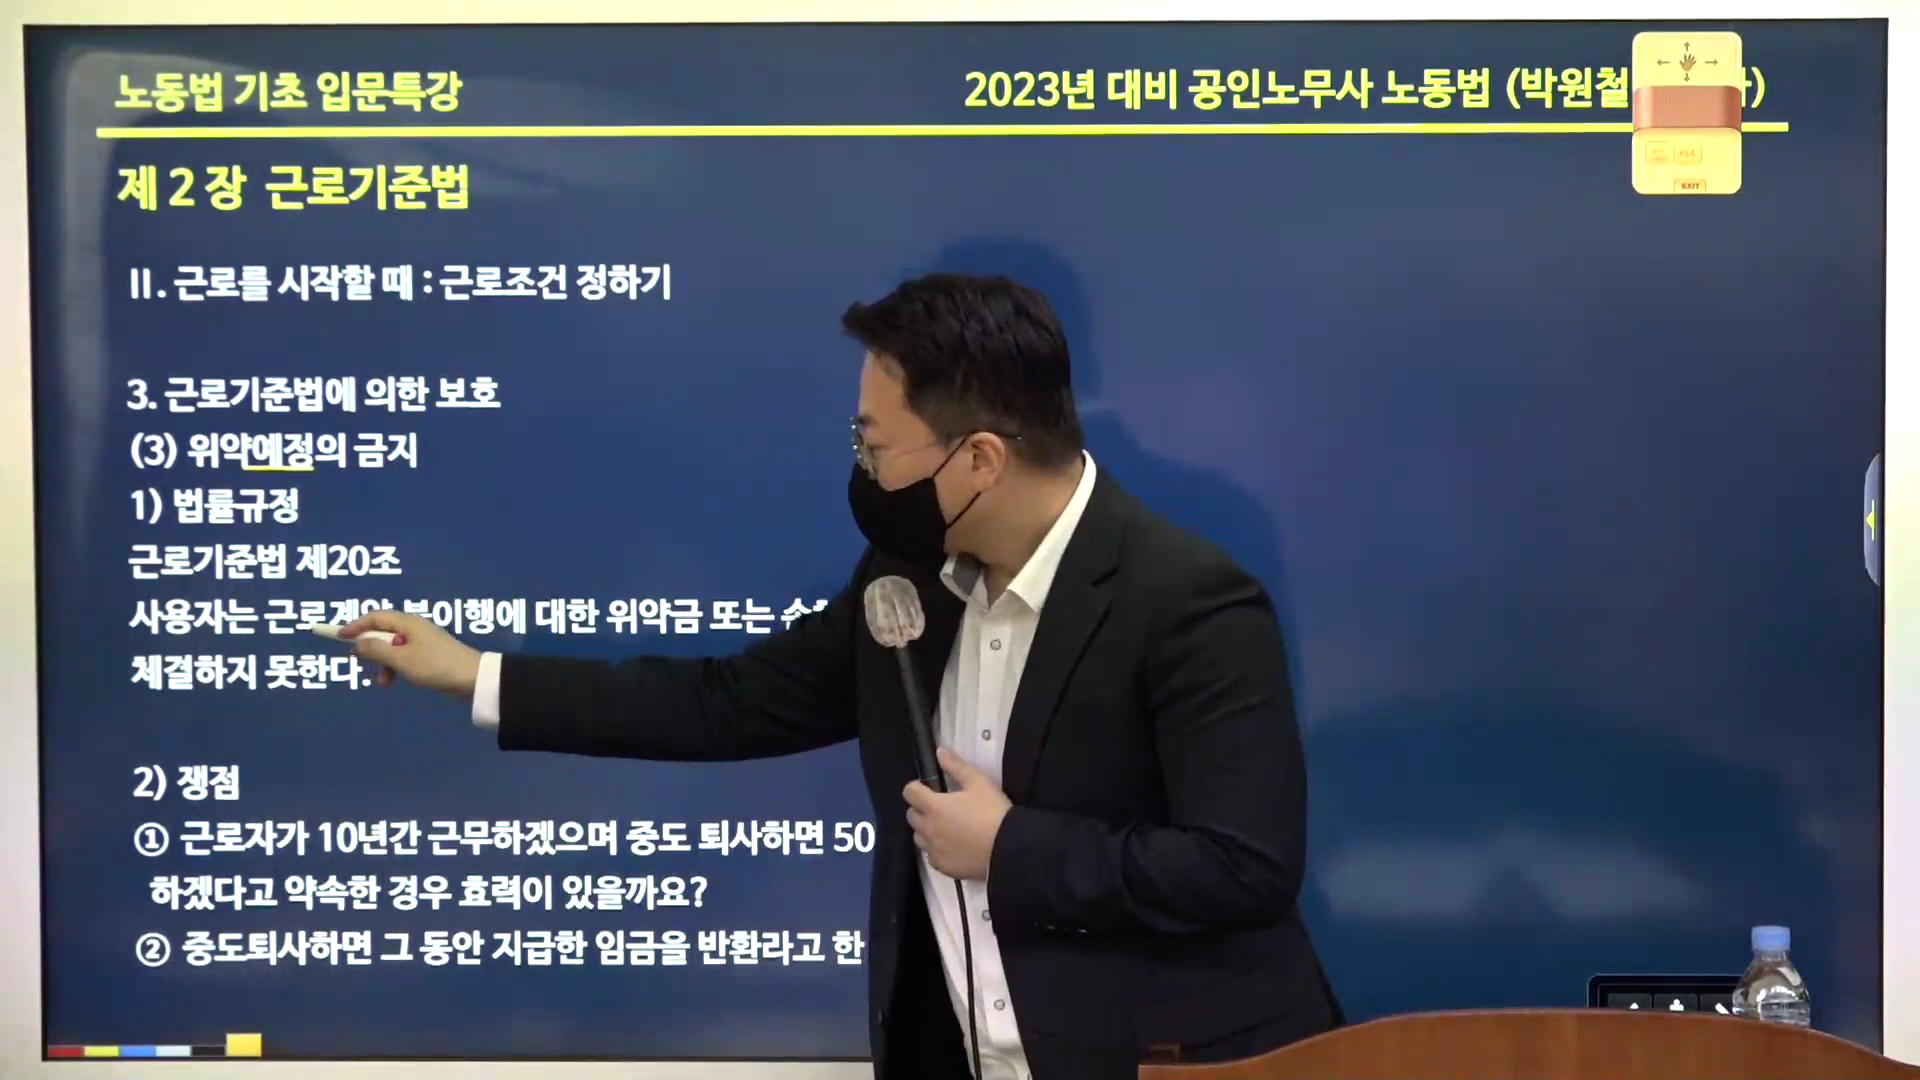 노동법 기초 입문특강
2023년 대비 공인노무사 노동법 (박원철
제 2 장 근로기준법
Ⅱ. 근로를 시작할 때 : 근로조건 정하기
3. 근로기준법에 의한 보호
(3) 위약예정의 금지
1) 법률규정
근로기준법 제20조
사용자는 근로계약 불이행에 대한 위약금 또는
체결하지 못한다.
2) 쟁점
① 근로자가 10년간 근무하겠으며 중도 퇴사하면 50
하겠다고 약속한 경우 효력이 있을까요?
② 중도퇴사하면 그 동안 지급한 임금을 반환라고 한
ALL
EXIT